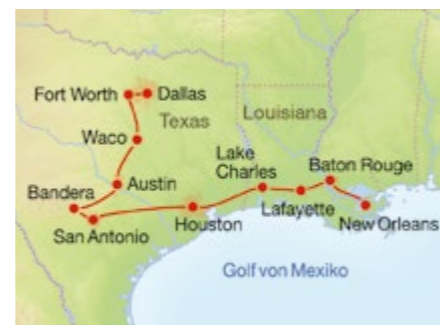 Fort Worth
Dallas
Texas
Louisiana
Waco
Lake
Charles
Baton Rouge
Austin
Bandera
Lafayette
New Orleans
San Antonio
Houston
Golf von Mexiko